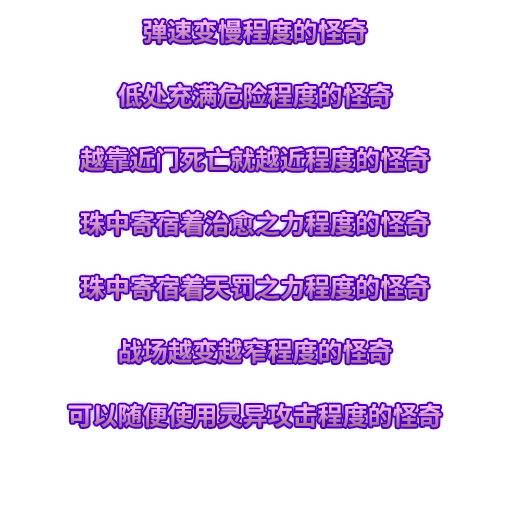 弹速变慢程度的怪奇
低处充满危险程度的怪奇
越靠近门死亡就越近程度的怪奇
珠中寄宿着治愈之力程度的怪奇
珠中寄宿着天罚之力程度的怪奇
战场越变越窄程度的怪奇
可以随便使用灵异攻击程度的怪奇